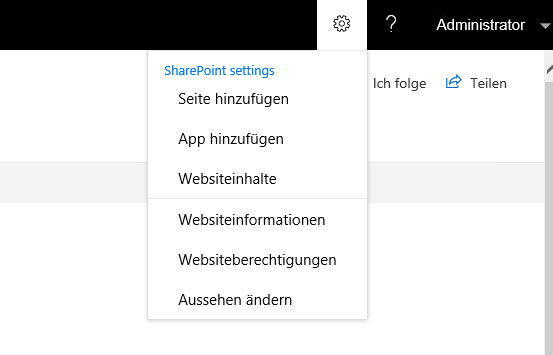 ? Administrator
SharePoint settings
Ich folge Teilen
Seite hinzufügen
App hinzufügen
Websiteinhalte
Websiteinformationen
Websiteberechtigungen
Aussehen ändern